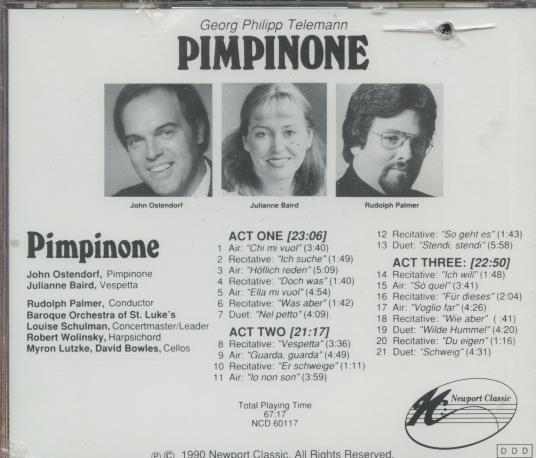 Georg Philipp Telemann
PIMPINONE
John Ostendorf
Julianne Baird
Rudolph Palmer
Pimpinone
John Ostendorf, Pimpinone
Julianne Baird, Vespetta
Rudolph Palmer, Conductor
Baroque Orchestra of St. Luke's
Louise Schulman, Concertmaster/Leader
Robert Wolinsky, Harpsichord
Myron Lutzke, David Bowles, Cellos
ACT ONE [23:06]
1 Air: "Chi mi vuol" (3:40)
2 Recitative: "Ich suche" (1:49)
3 Air: "Höflich reden" (5:09)
4 Recitative: "Doch was" (1:40)
5 Air: "Ella mi vuol" (4:54)
6 Recitative: "Was aber" (1:42)
7 Duet: "Nel petto" (4:09)
ACT TWO [21:17]
8 Recitative: "Vespetta" (3:36)
9 Air: "Guarda, guarda" (4:49)
10 Recitative: "Er schweige" (1:11)
11 Air: "Io non son" (3:59)
12 Recitative: "So geht es" (1:43)
13 Duet: "Stendi, stendi" (5:58)
ACT THREE: [22:50]
14 Recitative: "Ich will" (1:48)
15 Air: "Sò quel" (3:41)
16 Recitative: "Für dieses" (2:04)
17 Air: "Voglio far" (4:26)
18 Recitative: "Wie aber" ( :41)
19 Duet: "Wilde Hummel" (4:20)
20 Recitative: "Du eigen" (1:16)
21 Duet: "Schweig" (4:31)
Total Playing Time
67:17
NCD 60117
Newport Classic
℗ © 1990 Newport Classic. All Rights Reserved.
D D D